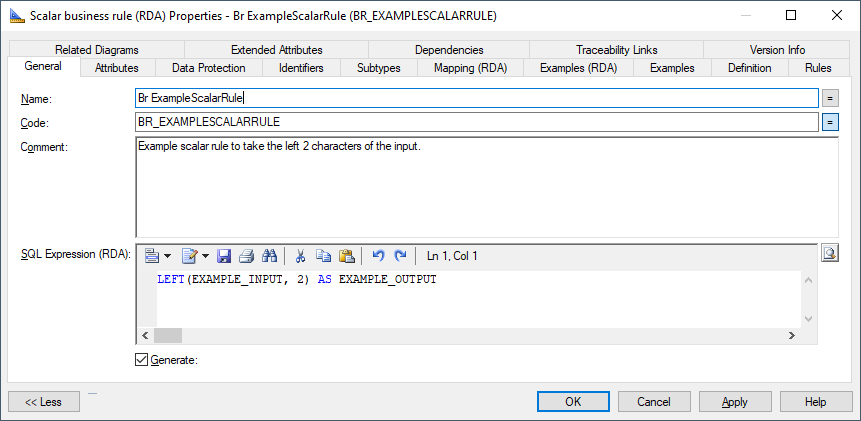 Scalar business rule (RDA) Properties - Br ExampleScalarRule (BR_EXAMPLESCALARRULE)
Related Diagrams Extended Attributes Dependencies Traceability Links Version Info
General Attributes Data Protection Identifiers Subtypes Mapping (RDA) Examples (RDA) Examples Definition Rules
Name: Br ExampleScalarRule =
Code: BR_EXAMPLESCALARRULE =
Comment: Example scalar rule to take the left 2 characters of the input.
SQL Expression (RDA): Ln 1, Col 1
LEFT(EXAMPLE_INPUT, 2) AS EXAMPLE_OUTPUT
Generate:
<< Less OK Cancel Apply Help